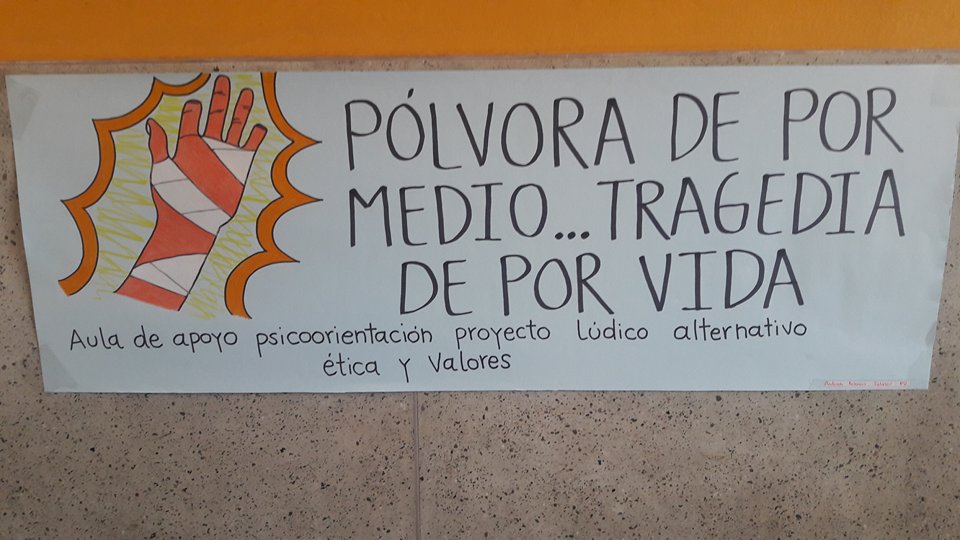 PÓLVORA DE POR
MEDIO...TRAGEDIA
DE POR VIDA
Aula de apoyo psicoorientación proyecto lúdico alternativo
ética y Valores